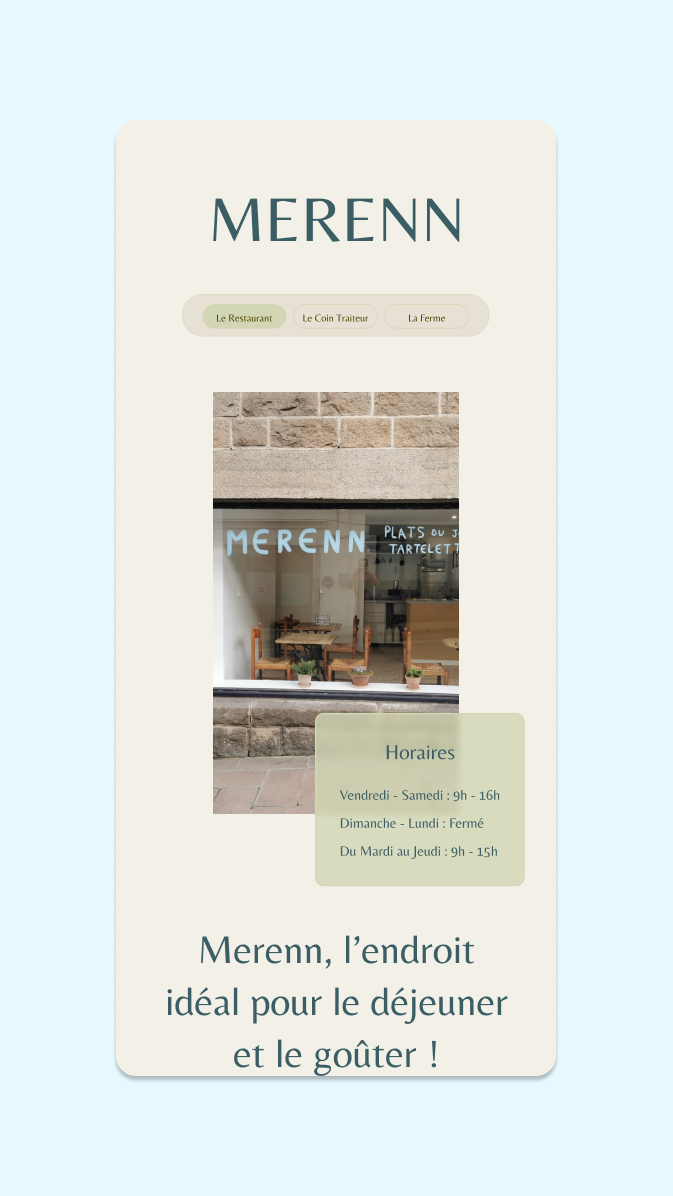 MERENN
Le Restaurant
Le Coin Traiteur
La Ferme
MERENN
PLATS DU JO
TARTELETT
Horaires
Vendredi - Samedi : 9h - 16h
Dimanche - Lundi : Fermé
Du Mardi au Jeudi : 9h - 15h
Merenn, l’endroit
idéal pour le déjeuner
et le goûter !